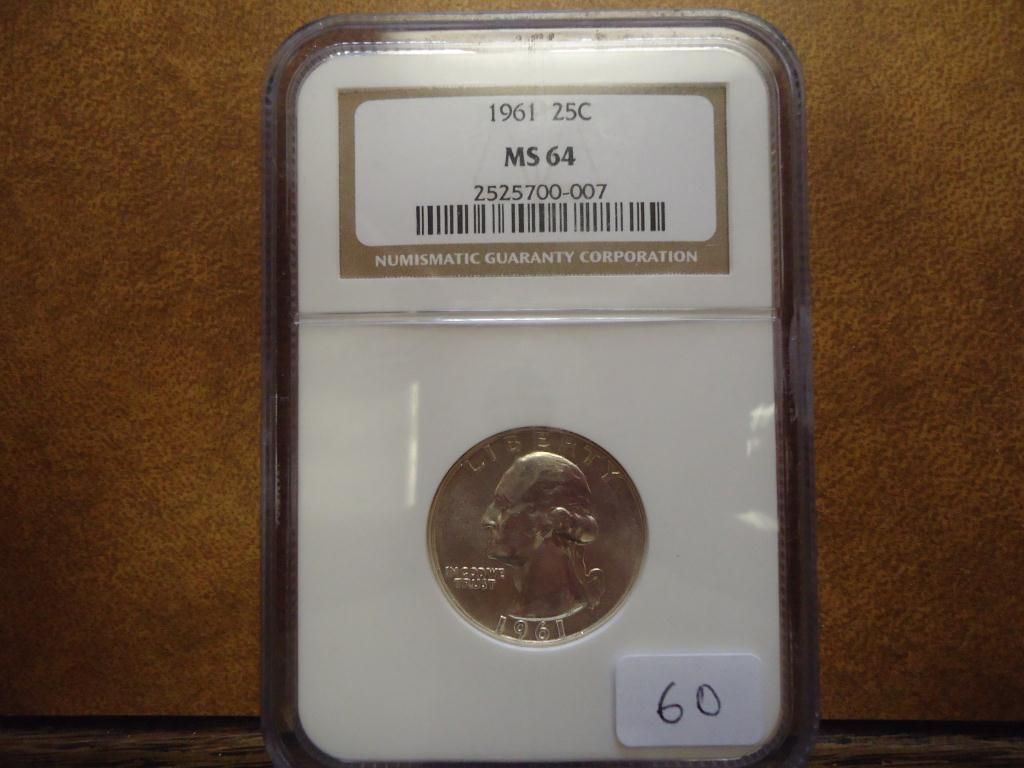 1961 25C
MS 64
2525700-007
NUMISMATIC GUARANTY CORPORATION
LIBERTY
IN GOD WE
TRUST
1961
60